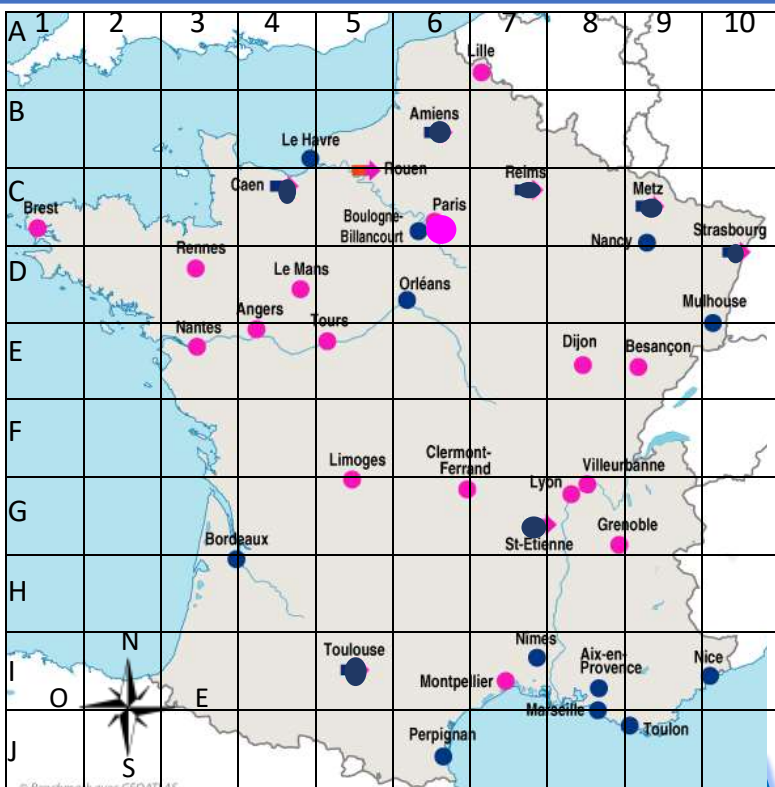 1 2 3 4 5 6 7 8 9 10
A
Lille
B
Amiens
Le Havre
Rouen
C
Caen
Reims
Metz
Brest
Paris
Boulogne-
Billancourt
Strasbourg
Nancy
Rennes
D
Le Mans
Orléans
Mulhouse
Angers
Tours
Nantes
E
Dijon
Besançon
F
Limoges
Clermont-
Ferrand
Villeurbanne
Lyon
G
Grenoble
Bordeaux
St-Etienne
H
N
Toulouse
Nimes
Aix-en-
Provence
Nice
I
Montpellier
O E
Marseille
Toulon
Perpignan
J
S